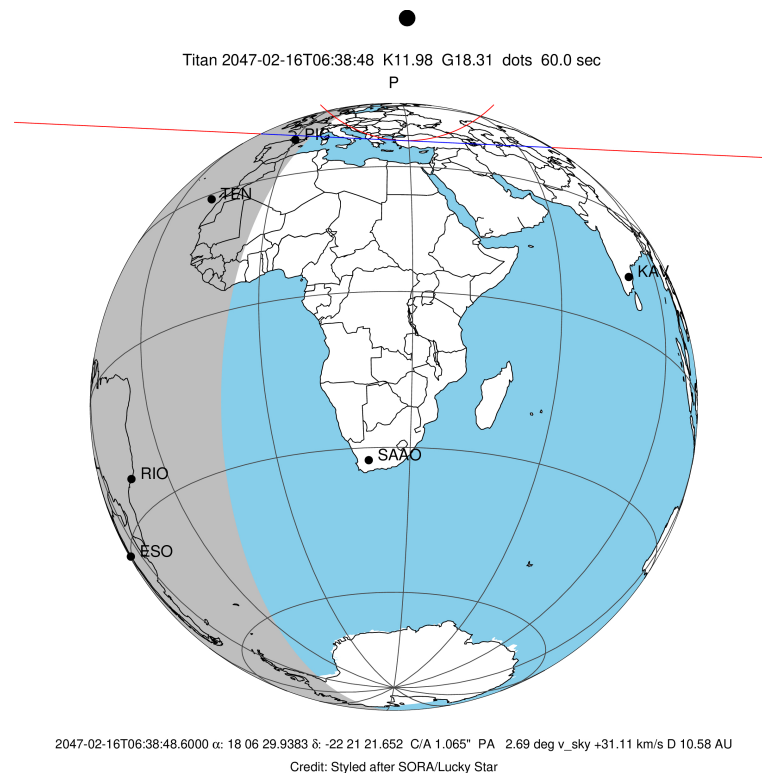 Titan 2047-02-16T06:38:48 K11.98 G18.31 dots 60.0 sec
P
PIC
TEN
KAV
SAAO
RIO
ESO
2047-02-16T06:38:48.6000 α: 18 06 29.9383 δ: -22 21 21.652 C/A 1.065" PA 2.69 deg v_sky +31.11 km/s D 10.58 AU
Credit: Styled after SORA/Lucky Star